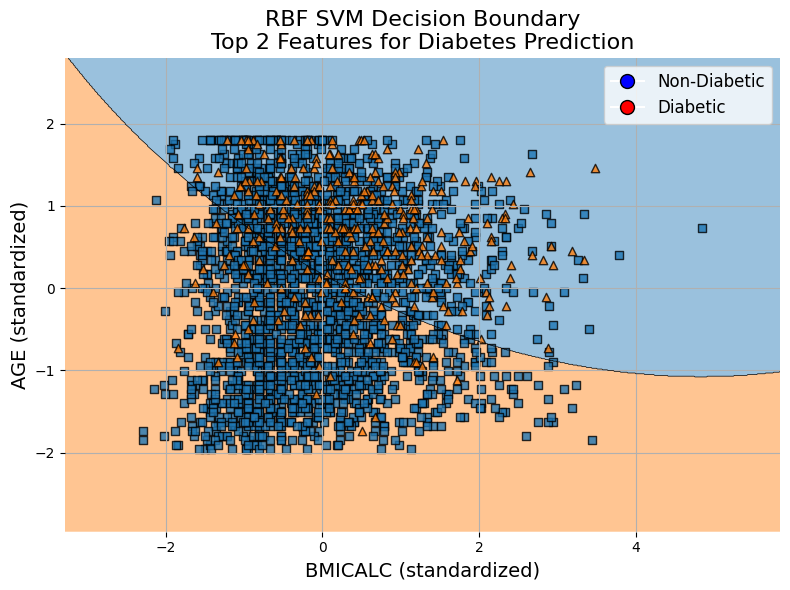 RBF SVM Decision Boundary
Top 2 Features for Diabetes Prediction
Non-Diabetic
Diabetic
2
1
0
−1
−2
AGE (standardized)
−2
0
2
4
BMICALC (standardized)